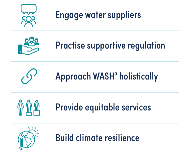 Engage water suppliers
Practise supportive regulation
Approach WASH¹ holistically
Provide equitable services
Build climate resilience